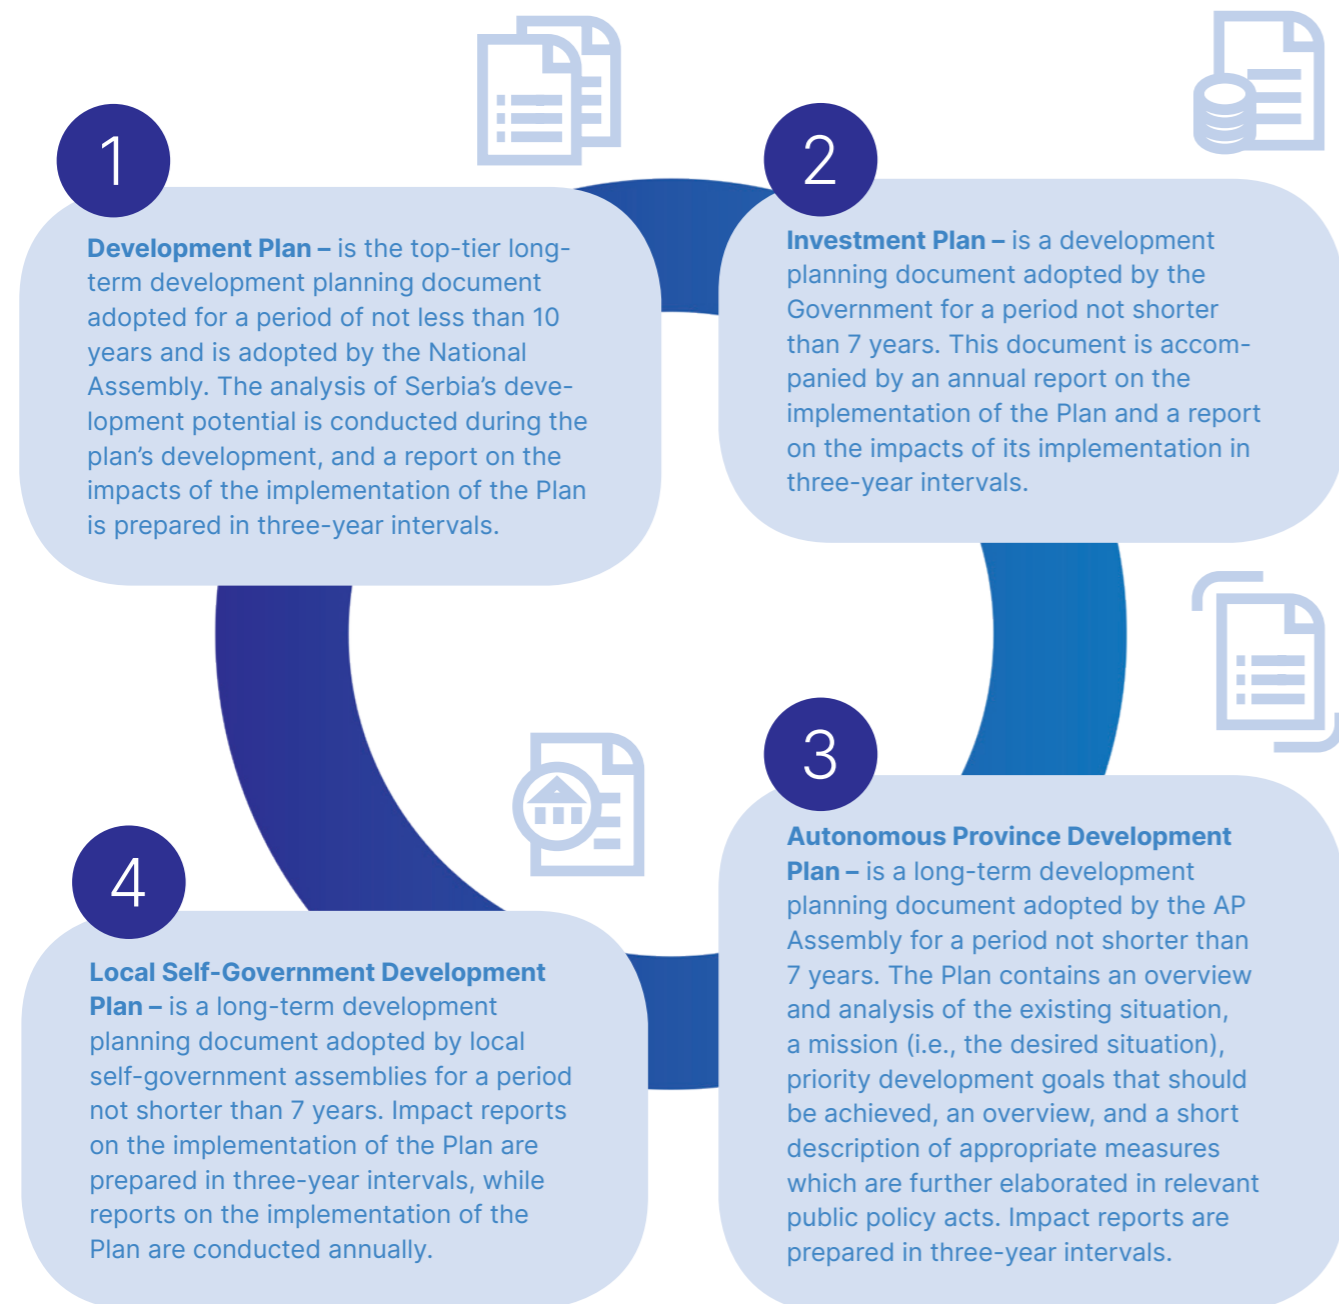 1
Development Plan – is the top-tier long-
term development planning document
adopted for a period of not less than 10
years and is adopted by the National
Assembly. The analysis of Serbia’s deve-
lopment potential is conducted during the
plan’s development, and a report on the
impacts of the implementation of the Plan
is prepared in three-year intervals.
2
Investment Plan – is a development
planning document adopted by the
Government for a period not shorter
than 7 years. This document is accom-
panied by an annual report on the
implementation of the Plan and a report
on the impacts of its implementation in
three-year intervals.
3
Autonomous Province Development
Plan – is a long-term development
planning document adopted by the AP
Assembly for a period not shorter than
7 years. The Plan contains an overview
and analysis of the existing situation,
a mission (i.e., the desired situation),
priority development goals that should
be achieved, an overview, and a short
description of appropriate measures
which are further elaborated in relevant
public policy acts. Impact reports are
prepared in three-year intervals.
4
Local Self-Government Development
Plan – is a long-term development
planning document adopted by local
self-government assemblies for a period
not shorter than 7 years. Impact reports
on the implementation of the Plan are
prepared in three-year intervals, while
reports on the implementation of the
Plan are conducted annually.